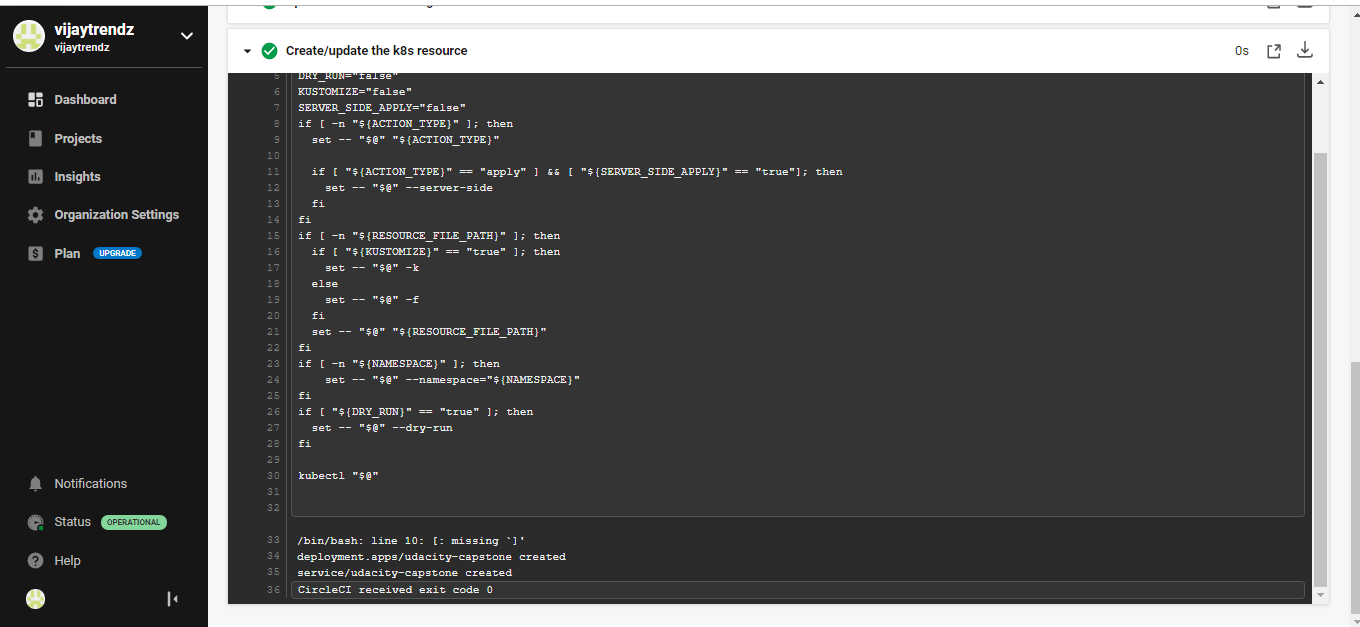 vijaytrendz
vijaytrendz
Dashboard
Projects
Insights
Organization Settings
Plan UPGRADE
Notifications
Status OPERATIONAL
Help
Create/update the k8s resource 0s
5 DRY_RUN="false"
6 KUSTOMIZE="false"
7 SERVER_SIDE_APPLY="false"
8 if [ -n "${ACTION_TYPE}" ]; then
9   set -- "$@" "${ACTION_TYPE}"
10
11   if [ "${ACTION_TYPE}" == "apply" ] && [ "${SERVER_SIDE_APPLY}" == "true"]; then
12     set -- "$@" --server-side
13   fi
14 fi
15 if [ -n "${RESOURCE_FILE_PATH}" ]; then
16   if [ "${KUSTOMIZE}" == "true" ]; then
17     set -- "$@" -k
18   else
19     set -- "$@" -f
20   fi
21   set -- "$@" "${RESOURCE_FILE_PATH}"
22 fi
23 if [ -n "${NAMESPACE}" ]; then
24     set -- "$@" --namespace="${NAMESPACE}"
25 fi
26 if [ "${DRY_RUN}" == "true" ]; then
27   set -- "$@" --dry-run
28 fi
29
30 kubectl "$@"
31
32
33 /bin/bash: line 10: [: missing `]'
34 deployment.apps/udacity-capstone created
35 service/udacity-capstone created
36 CircleCI received exit code 0